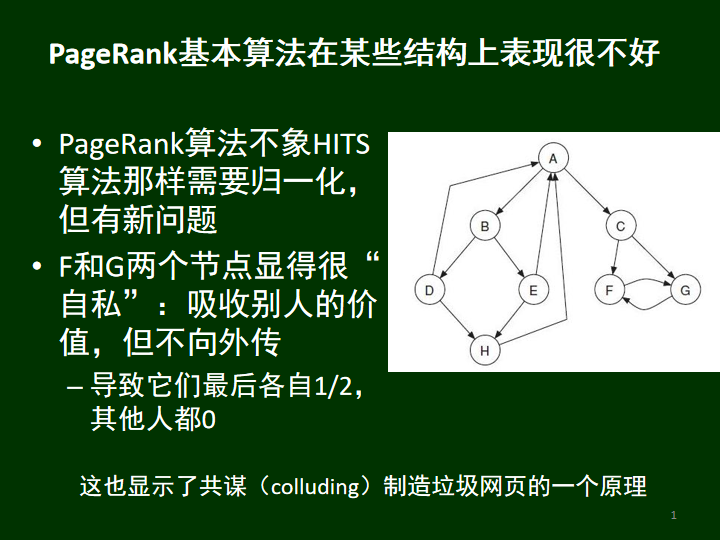 PageRank基本算法在某些结构上表现很不好
• PageRank算法不象HITS
算法那样需要归一化，
但有新问题
• F和G两个节点显得很“
自私”：吸收别人的价
值，但不向外传
– 导致它们最后各自1/2，
其他人都0
A
B
C
D
E
F
G
H
这也显示了共谋（colluding）制造垃圾网页的一个原理
1